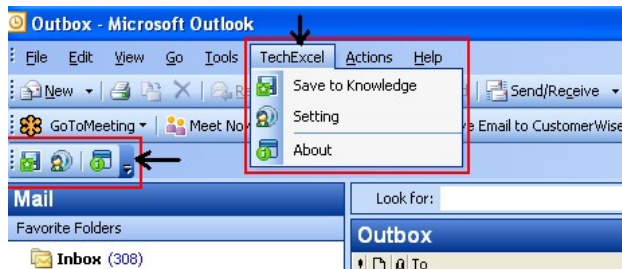 Outbox - Microsoft Outlook
File Edit View Go Tools TechExcel Actions Help
New Send/Receive
Save to Knowledge
GoToMeeting Meet Now Email to CustomerWise
Setting
About
Mail Look for:
Favorite Folders Outbox
Inbox (308) To